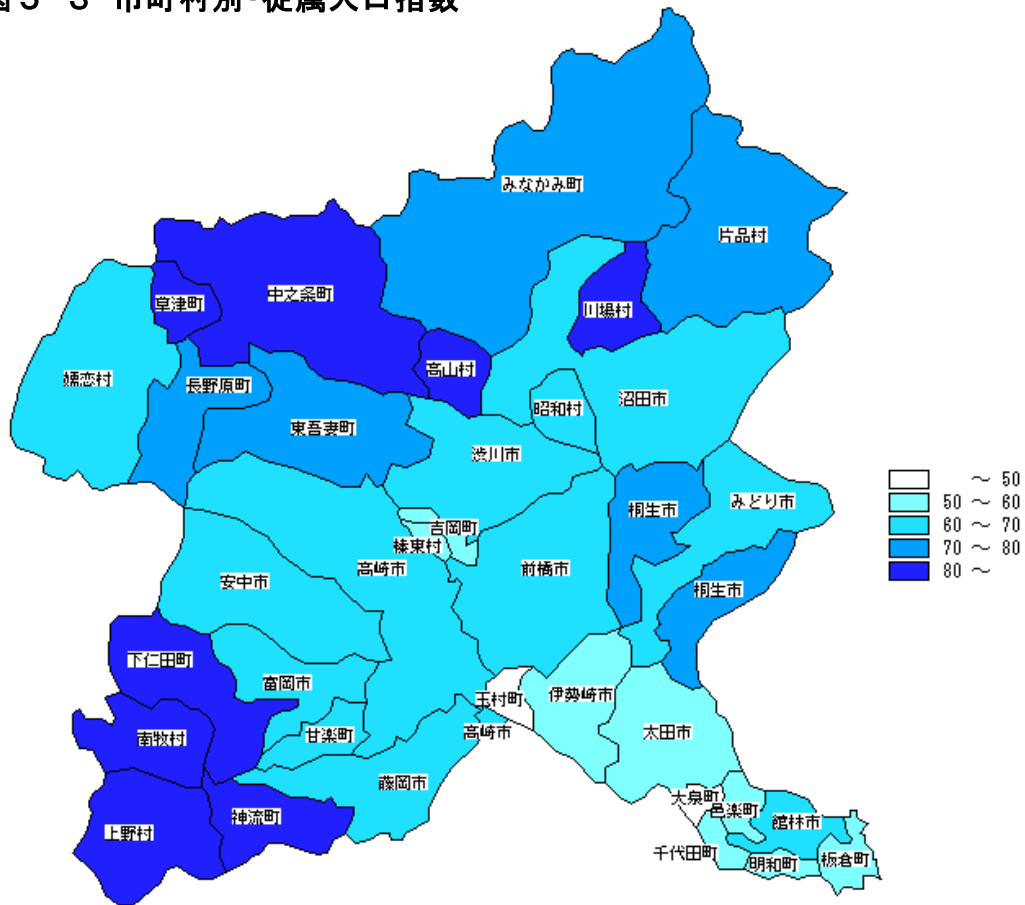 図5-3 市町村別・従属人口指数
みなかみ町
片品村
中之条町
草津町
川場村
高山村
嬬恋村
長野原町
昭和村
沼田市
東吾妻町
渋川市
桐生市
みどり市
吉岡町
榛東村
高崎市
前橋市
安中市
桐生市
下仁田町
富岡市
玉村町
伊勢崎市
甘楽町
高崎市
太田市
南牧村
藤岡市
大泉町
邑楽町
神流町
上野村
館林市
千代田町
明和町
板倉町
～ 50
50 ～ 60
60 ～ 70
70 ～ 80
80 ～